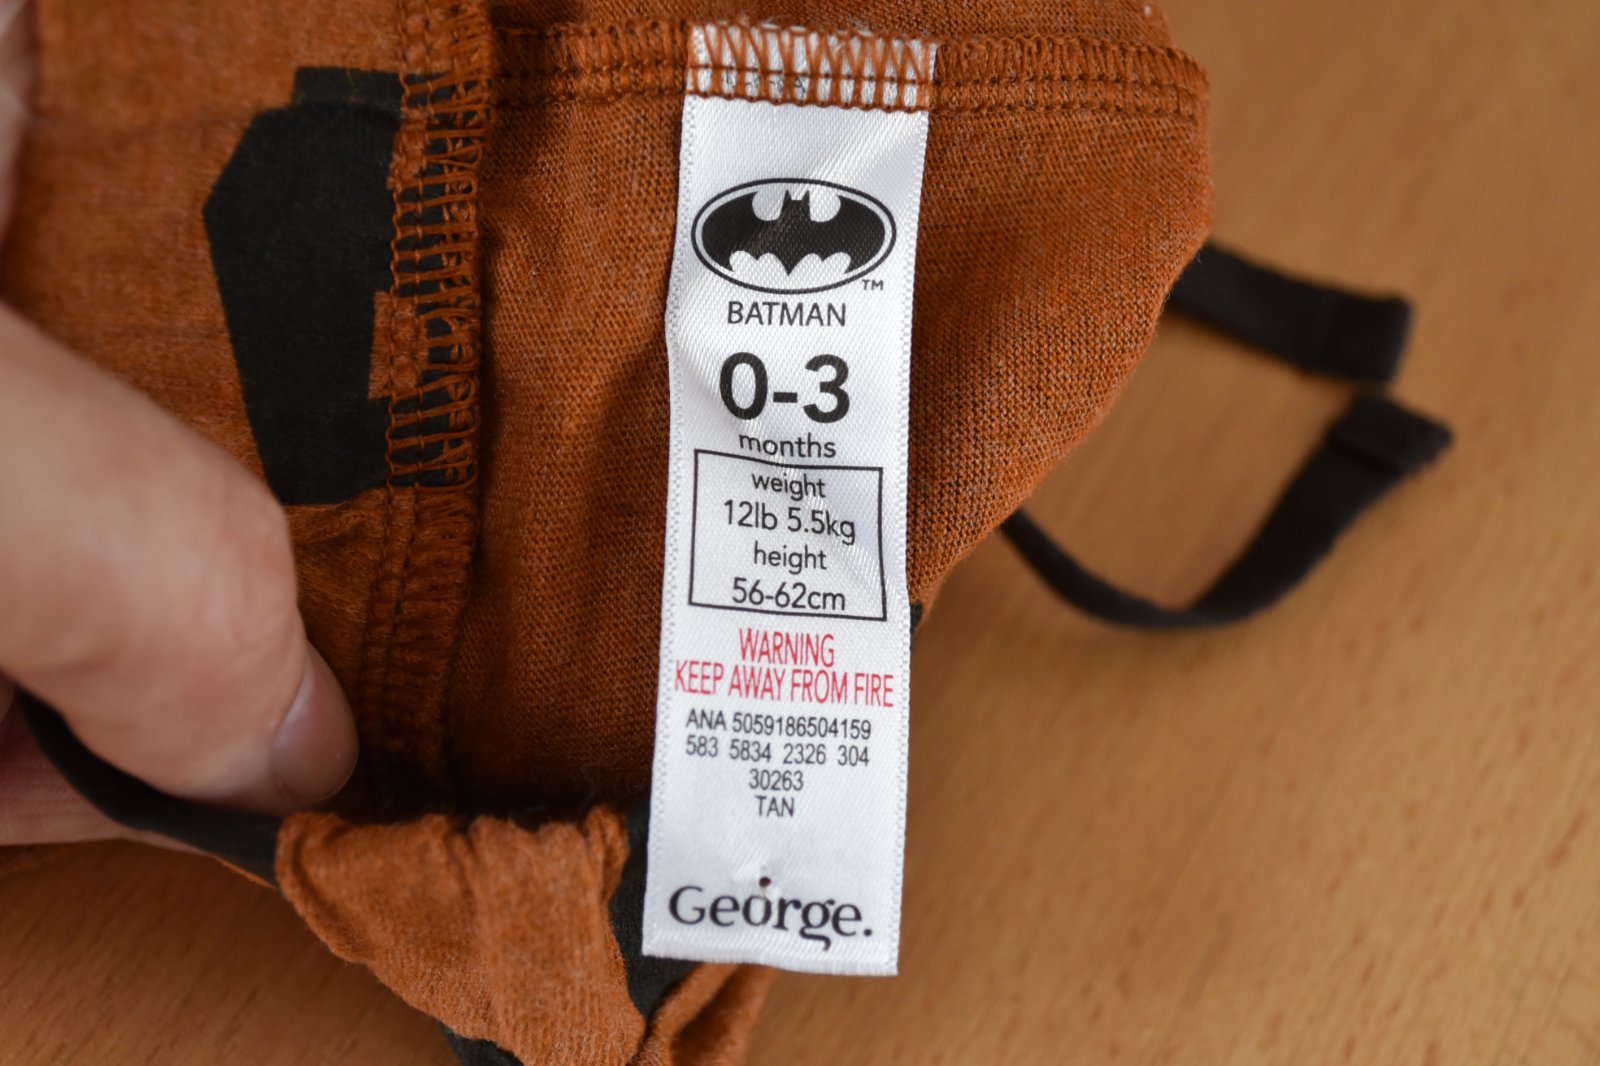 TM
BATMAN
0-3
months
weight
12lb 5.5kg
height
56-62cm
WARNING
KEEP AWAY FROM FIRE
ANA 5059186504159
583 5834 2326 304
30263
TAN
George.